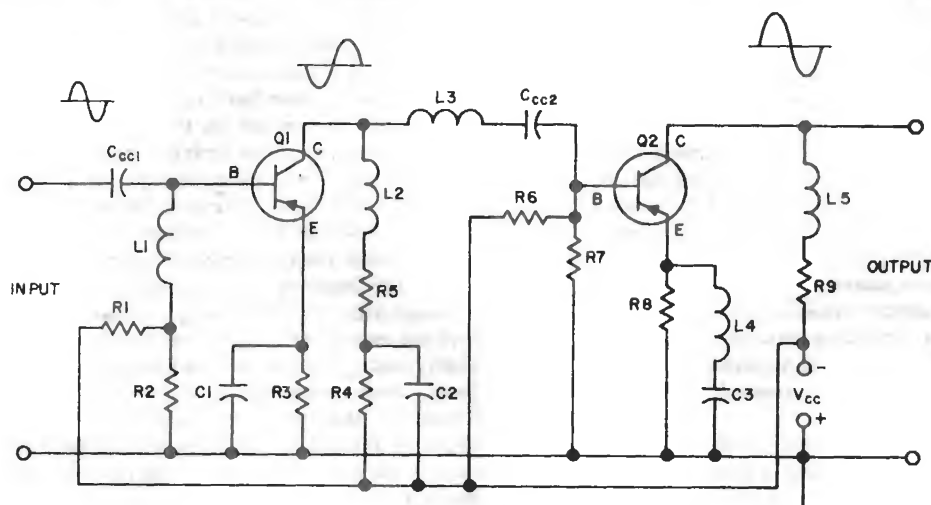 L3
CCC2
Q1
Q2
C
C
CCC1
B
L2
R6
B
L5
E
E
L1
R7
INPUT
R5
R8
R9
OUTPUT
R1
L4
-
R2
C1
R3
R4
C2
C3
VCC
+